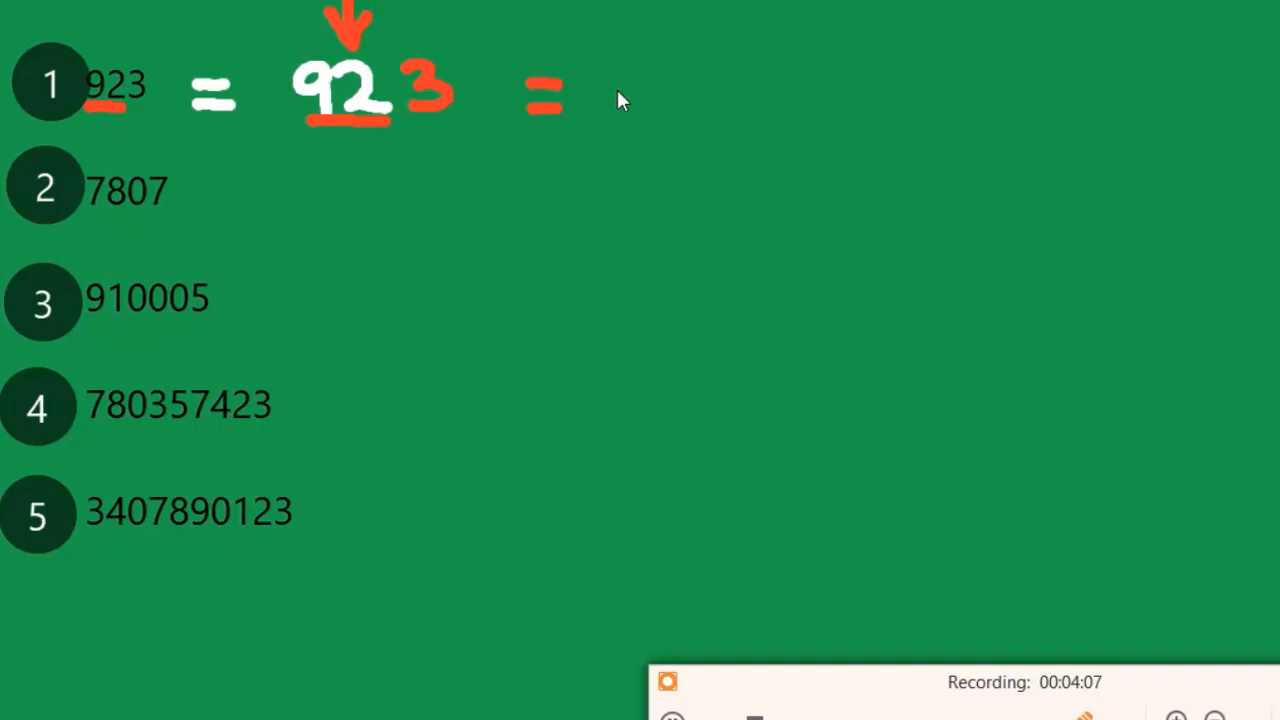 1 923 = 923 =
2 7807
3 910005
4 780357423
5 3407890123
Recording: 00:04:07